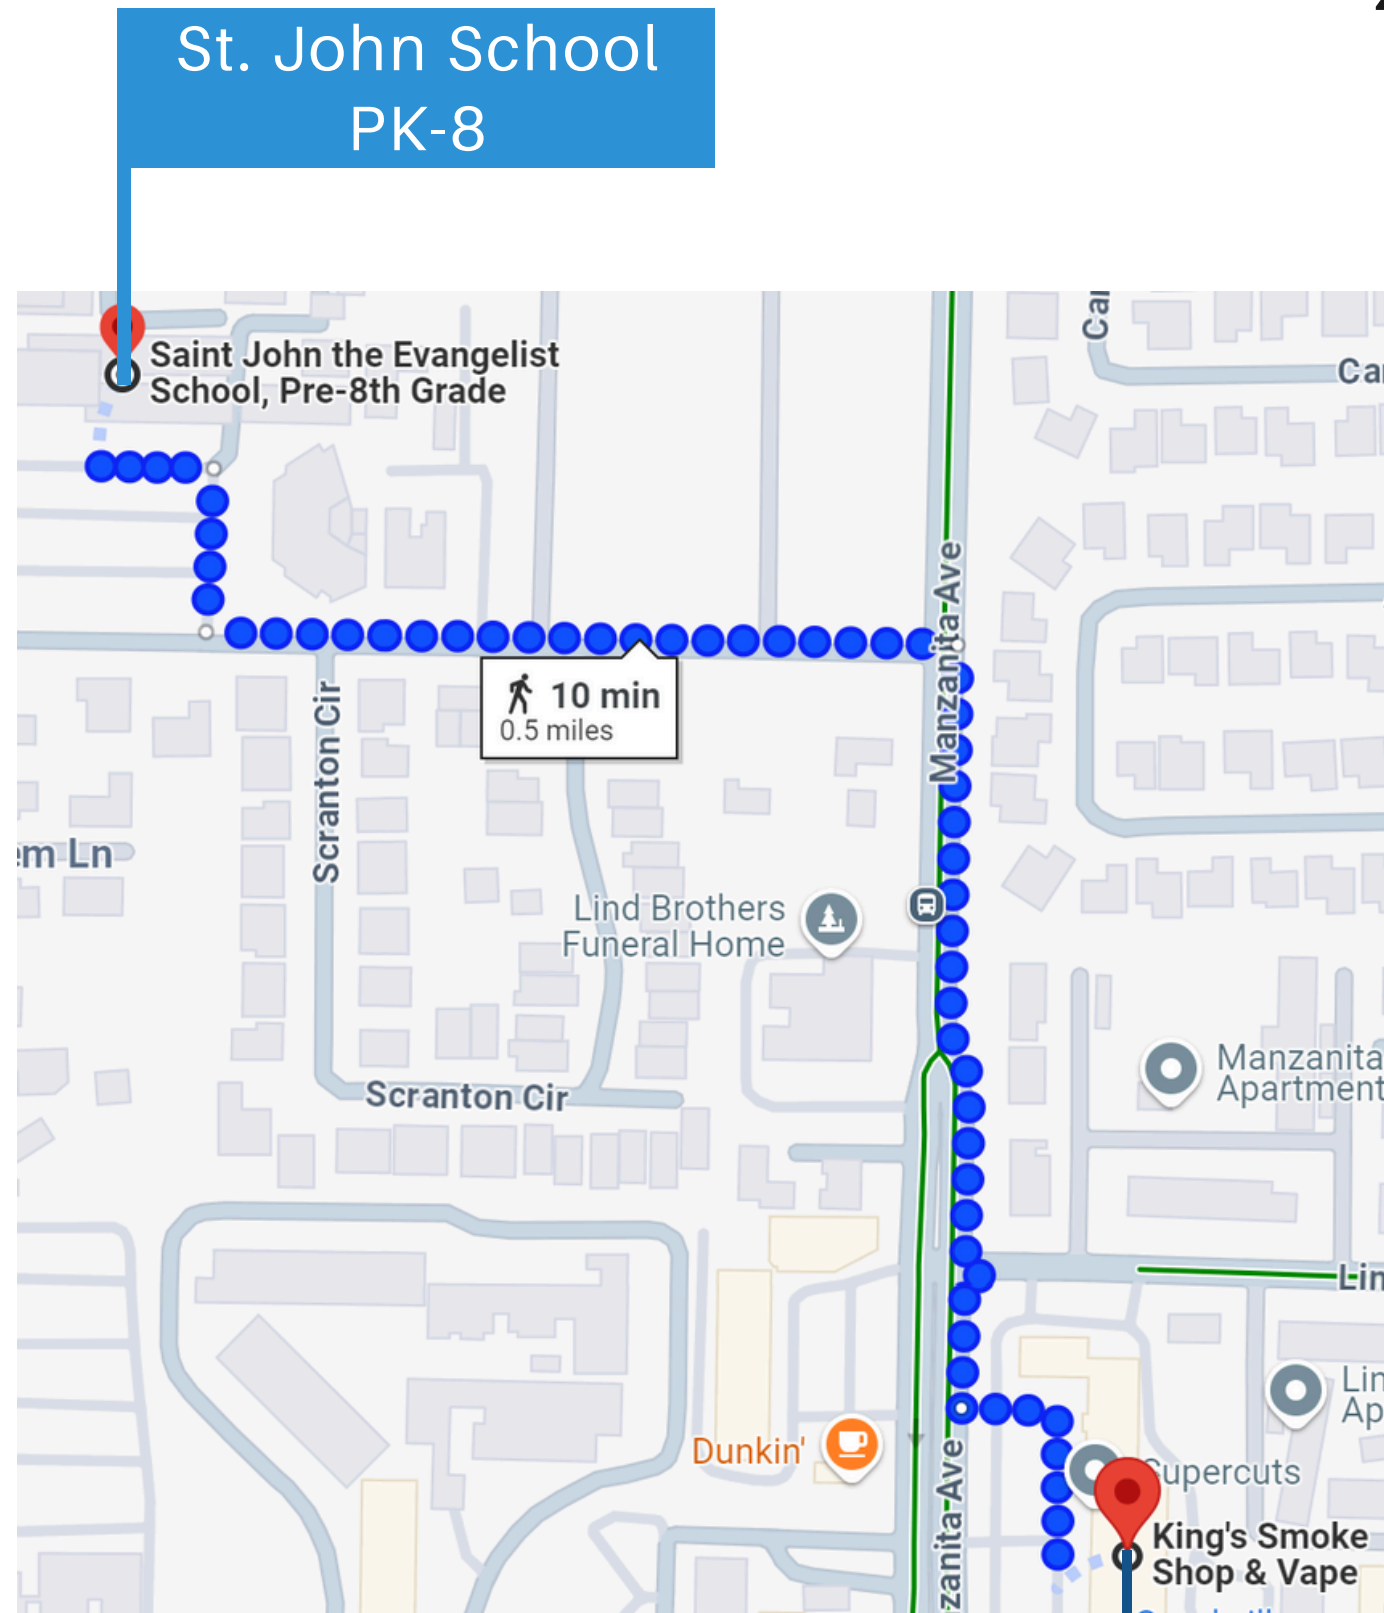 St. John School
PK-8
Saint John the Evangelist
School, Pre-8th Grade
Manzanita Ave
10 min
0.5 miles
Scranton Cir
Lind Brothers
Funeral Home
Manzanita
Scranton Cir
Dunkin'
Supercuts
King's Smoke
Shop & Vape